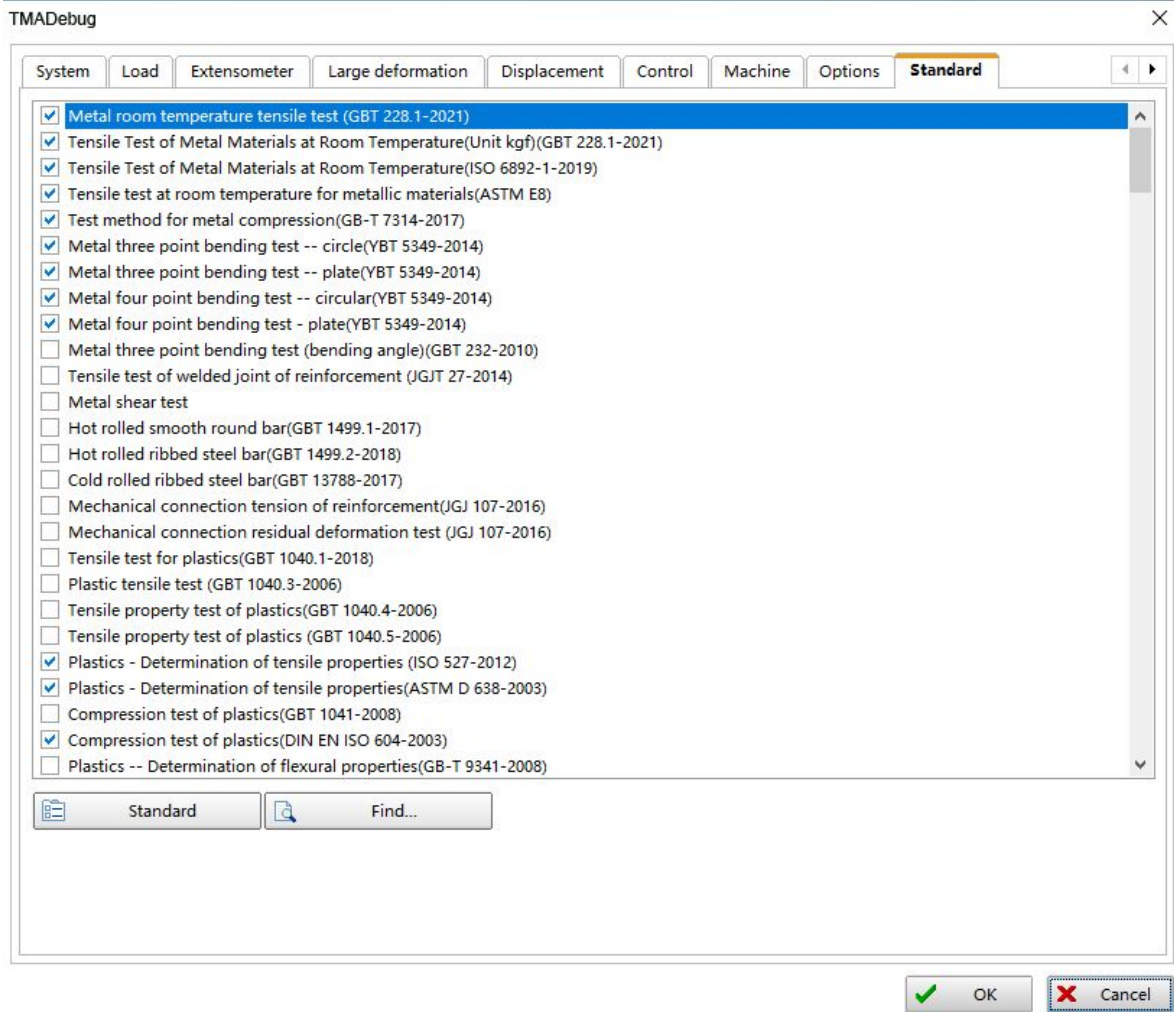 TMADebug
System Load Extensometer Large deformation Displacement Control Machine Options Standard
Metal room temperature tensile test (GBT 228.1-2021)
Tensile Test of Metal Materials at Room Temperature(Unit kgf)(GBT 228.1-2021)
Tensile Test of Metal Materials at Room Temperature(ISO 6892-1-2019)
Tensile test at room temperature for metallic materials(ASTM E8)
Test method for metal compression(GB-T 7314-2017)
Metal three point bending test -- circle(YBT 5349-2014)
Metal three point bending test -- plate(YBT 5349-2014)
Metal four point bending test -- circular(YBT 5349-2014)
Metal four point bending test - plate(YBT 5349-2014)
Metal three point bending test (bending angle)(GBT 232-2010)
Tensile test of welded joint of reinforcement (JGJT 27-2014)
Metal shear test
Hot rolled smooth round bar(GBT 1499.1-2017)
Hot rolled ribbed steel bar(GBT 1499.2-2018)
Cold rolled ribbed steel bar(GBT 13788-2017)
Mechanical connection tension of reinforcement(JGJ 107-2016)
Mechanical connection residual deformation test (JGJ 107-2016)
Tensile test for plastics(GBT 1040.1-2018)
Plastic tensile test (GBT 1040.3-2006)
Tensile property test of plastics(GBT 1040.4-2006)
Tensile property test of plastics (GBT 1040.5-2006)
Plastics - Determination of tensile properties (ISO 527-2012)
Plastics - Determination of tensile properties(ASTM D 638-2003)
Compression test of plastics(GBT 1041-2008)
Compression test of plastics(DIN EN ISO 604-2003)
Plastics -- Determination of flexural properties(GB-T 9341-2008)
Standard Find...
OK Cancel